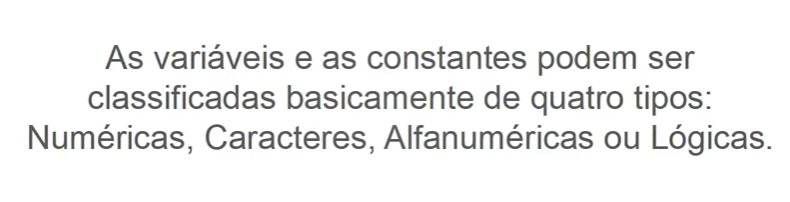 As variáveis e as constantes podem ser
classificadas basicamente de quatro tipos:
Numéricas, Caracteres, Alfanuméricas ou Lógicas.